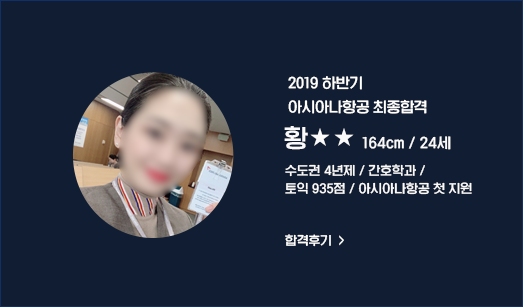 2019 하반기
아시아나항공 최종합격
황★★ 164cm / 24세
수도권 4년제 / 간호학과 /
토익 935점 / 아시아나항공 첫 지원
합격후기 >